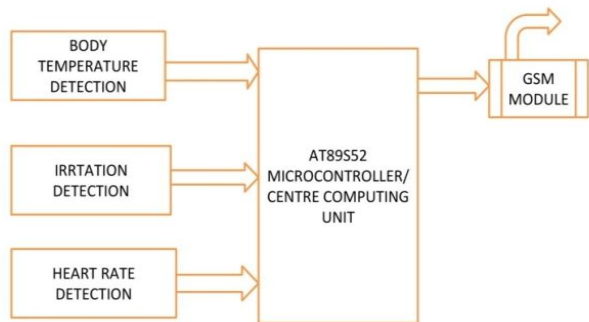 BODY
TEMPERATURE
DETECTION
IRRTATION
DETECTION
HEART RATE
DETECTION
AT89S52
MICROCONTROLLER/
CENTRE COMPUTING
UNIT
GSM
MODULE